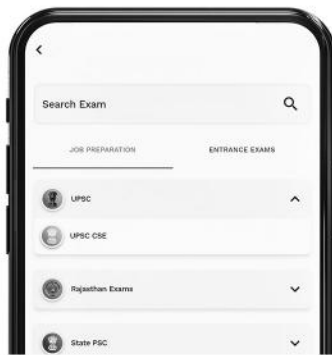 Search Exam
JOB PREPARATION
ENTRANCE EXAMS
UPSC
UPSC CSE
Rajasthan Exams
State PSC